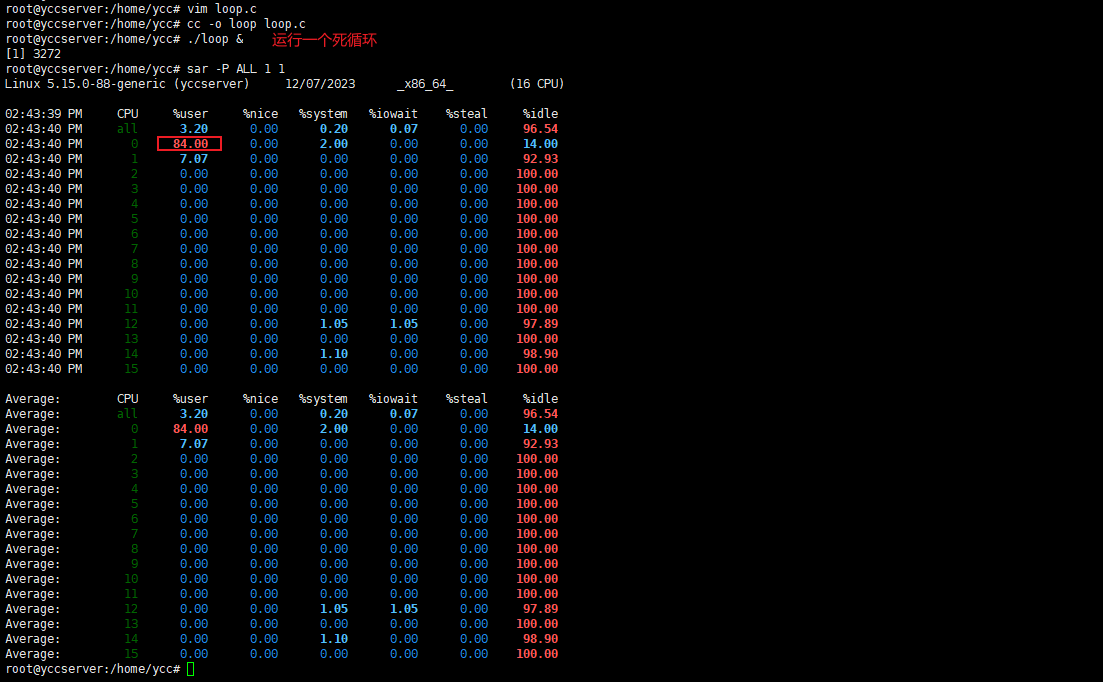 root@yccserver:/home/ycc# vim loop.c
root@yccserver:/home/ycc# cc -o loop loop.c
root@yccserver:/home/ycc# ./loop & 运行一个死循环
[1] 3272
root@yccserver:/home/ycc# sar -P ALL 1 1
Linux 5.15.0-88-generic (yccserver) 12/07/2023 _x86_64_ (16 CPU)
02:43:39 PM CPU %user %nice %system %iowait %steal %idle
02:43:40 PM all 3.20 0.00 0.20 0.07 0.00 96.54
02:43:40 PM 0 84.00 0.00 2.00 0.00 0.00 14.00
02:43:40 PM 1 7.07 0.00 0.00 0.00 0.00 92.93
02:43:40 PM 2 0.00 0.00 0.00 0.00 0.00 100.00
02:43:40 PM 3 0.00 0.00 0.00 0.00 0.00 100.00
02:43:40 PM 4 0.00 0.00 0.00 0.00 0.00 100.00
02:43:40 PM 5 0.00 0.00 0.00 0.00 0.00 100.00
02:43:40 PM 6 0.00 0.00 0.00 0.00 0.00 100.00
02:43:40 PM 7 0.00 0.00 0.00 0.00 0.00 100.00
02:43:40 PM 8 0.00 0.00 0.00 0.00 0.00 100.00
02:43:40 PM 9 0.00 0.00 0.00 0.00 0.00 100.00
02:43:40 PM 10 0.00 0.00 0.00 0.00 0.00 100.00
02:43:40 PM 11 0.00 0.00 0.00 0.00 0.00 100.00
02:43:40 PM 12 0.00 0.00 1.05 1.05 0.00 97.89
02:43:40 PM 13 0.00 0.00 0.00 0.00 0.00 100.00
02:43:40 PM 14 0.00 0.00 1.10 0.00 0.00 98.90
02:43:40 PM 15 0.00 0.00 0.00 0.00 0.00 100.00
Average: CPU %user %nice %system %iowait %steal %idle
Average: all 3.20 0.00 0.20 0.07 0.00 96.54
Average: 0 84.00 0.00 2.00 0.00 0.00 14.00
Average: 1 7.07 0.00 0.00 0.00 0.00 92.93
Average: 2 0.00 0.00 0.00 0.00 0.00 100.00
Average: 3 0.00 0.00 0.00 0.00 0.00 100.00
Average: 4 0.00 0.00 0.00 0.00 0.00 100.00
Average: 5 0.00 0.00 0.00 0.00 0.00 100.00
Average: 6 0.00 0.00 0.00 0.00 0.00 100.00
Average: 7 0.00 0.00 0.00 0.00 0.00 100.00
Average: 8 0.00 0.00 0.00 0.00 0.00 100.00
Average: 9 0.00 0.00 0.00 0.00 0.00 100.00
Average: 10 0.00 0.00 0.00 0.00 0.00 100.00
Average: 11 0.00 0.00 0.00 0.00 0.00 100.00
Average: 12 0.00 0.00 1.05 1.05 0.00 97.89
Average: 13 0.00 0.00 0.00 0.00 0.00 100.00
Average: 14 0.00 0.00 1.10 0.00 0.00 98.90
Average: 15 0.00 0.00 0.00 0.00 0.00 100.00
root@yccserver:/home/ycc#